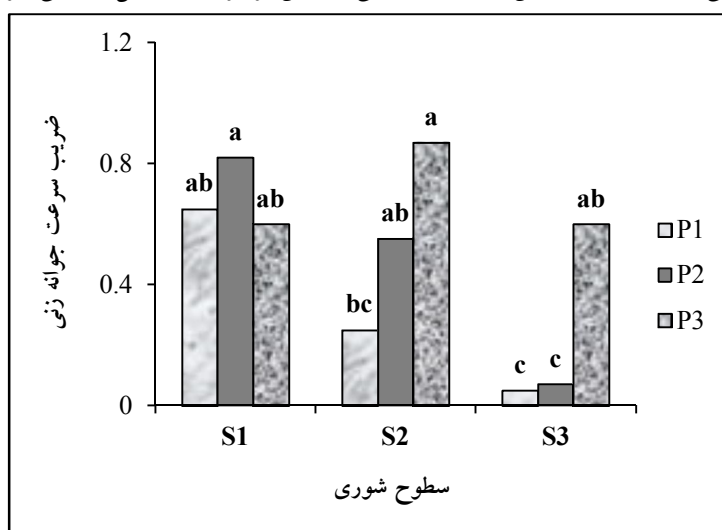 1.2
0.8
0.4
0
ضریب سرعت جوانه زنی
ab
a
ab
bc
ab
a
c
c
ab
S1
S2
S3
سطوح شوری
P1
P2
P3